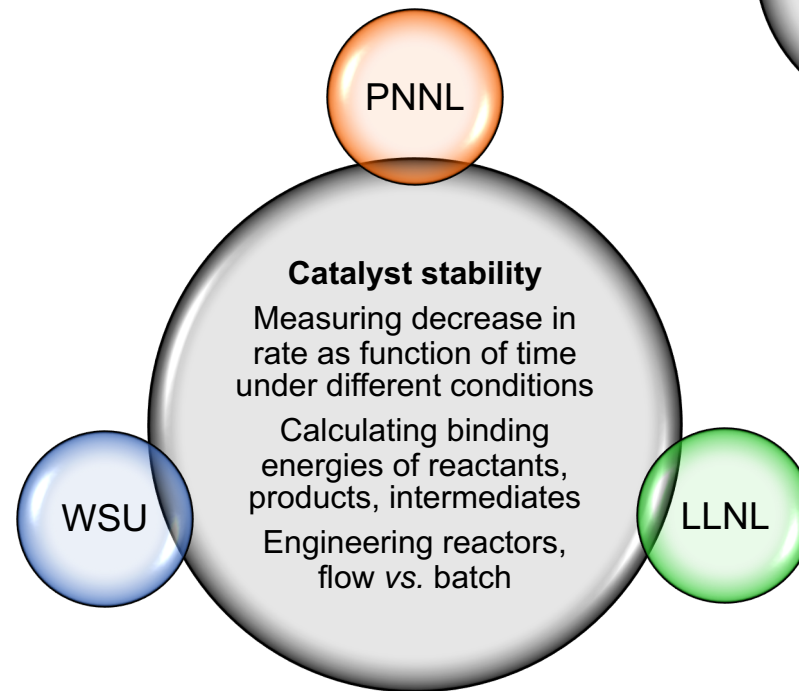 PNNL
Catalyst stability
Measuring decrease in
rate as function of time
under different conditions
Calculating binding
energies of reactants,
products, intermediates
Engineering reactors,
flow vs. batch
WSU
LLNL